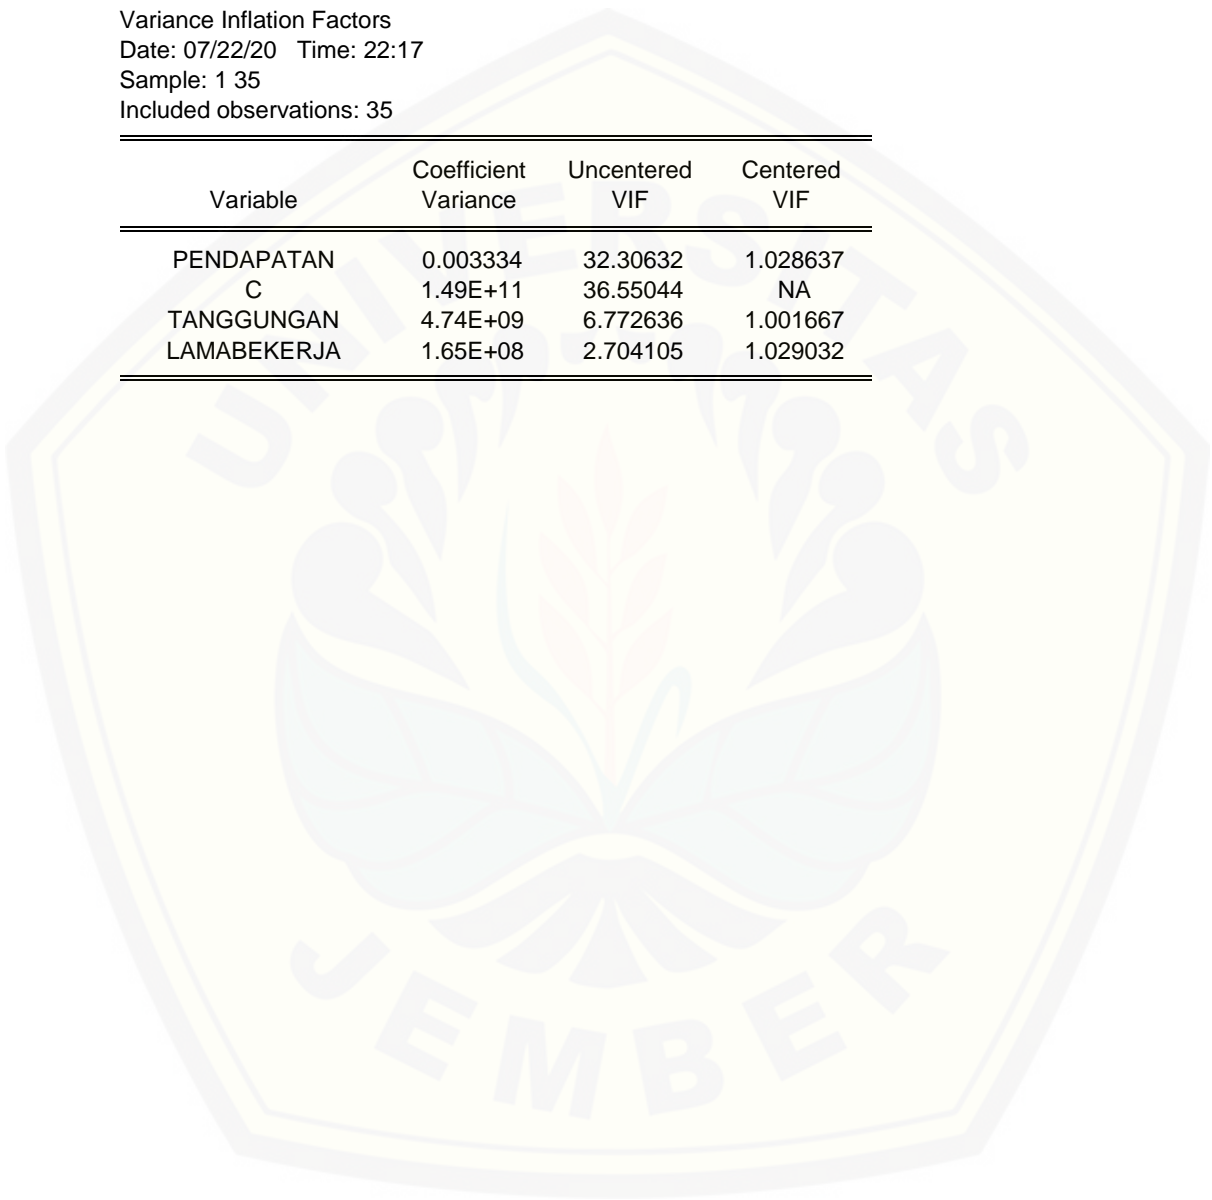 Variance Inflation Factors
Date: 07/22/20 Time: 22:17
Sample: 1 35
Included observations: 35
Coefficient Uncentered Centered
Variable Variance VIF VIF
PENDAPATAN 0.003334 32.30632 1.028637
C 1.49E+11 36.55044 NA
TANGGUNGAN 4.74E+09 6.772636 1.001667
LAMABEKERJA 1.65E+08 2.704105 1.029032
UNIVERSITAS
JEMBER